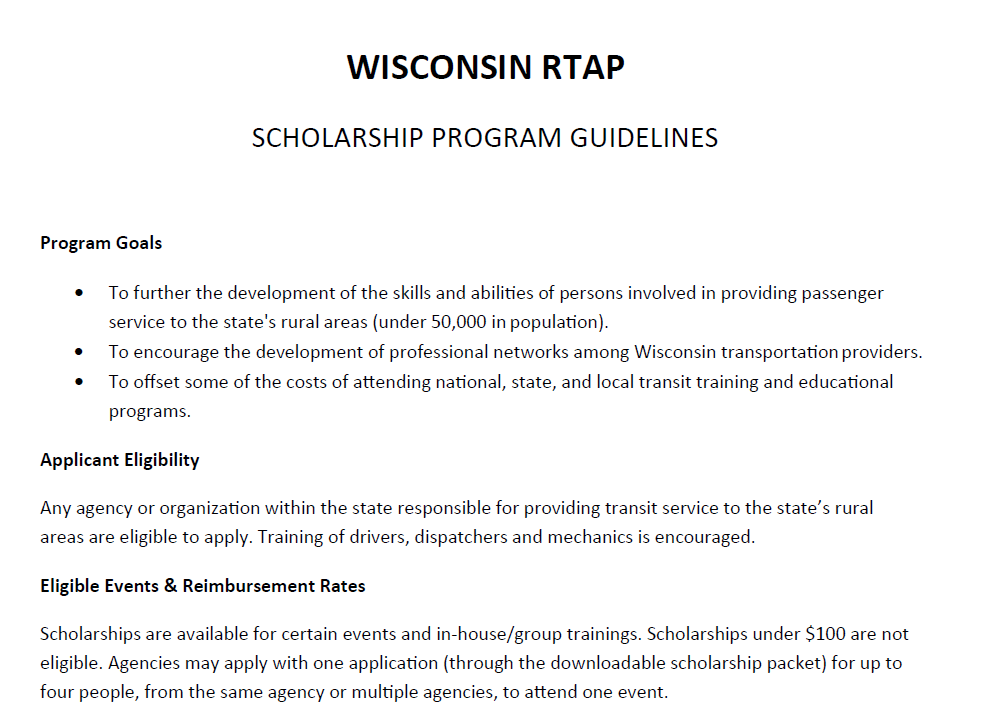 WISCONSIN RTAP
SCHOLARSHIP PROGRAM GUIDELINES
Program Goals
• To further the development of the skills and abilities of persons involved in providing passenger
service to the state's rural areas (under 50,000 in population).
• To encourage the development of professional networks among Wisconsin transportation providers.
• To offset some of the costs of attending national, state, and local transit training and educational
programs.
Applicant Eligibility
Any agency or organization within the state responsible for providing transit service to the state’s rural
areas are eligible to apply. Training of drivers, dispatchers and mechanics is encouraged.
Eligible Events & Reimbursement Rates
Scholarships are available for certain events and in-house/group trainings. Scholarships under $100 are not
eligible. Agencies may apply with one application (through the downloadable scholarship packet) for up to
four people, from the same agency or multiple agencies, to attend one event.